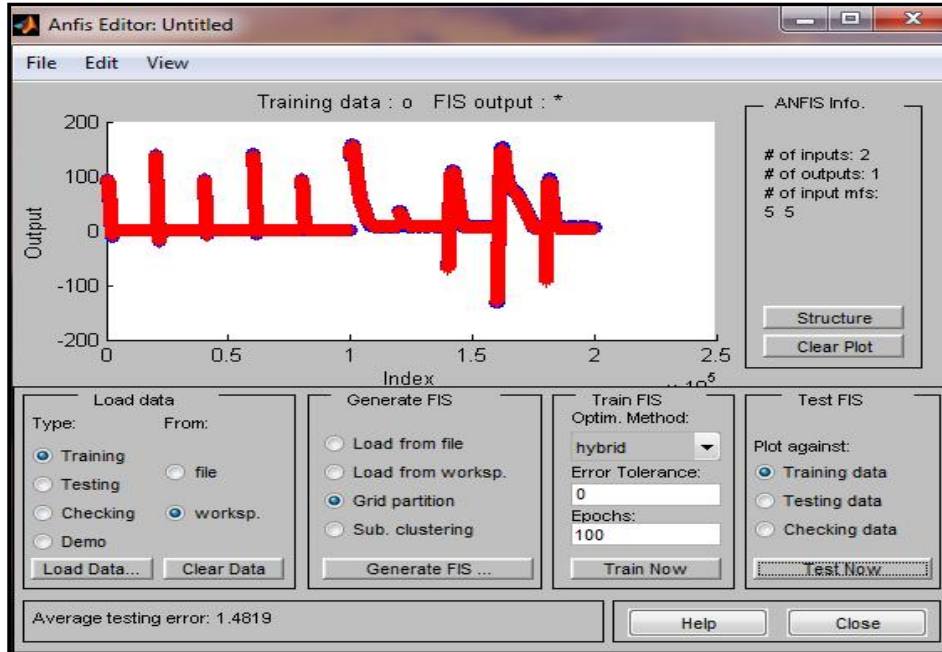 Anfis Editor: Untitled
File Edit View
Training data : o FIS output : *
200
100
0
-100
-200
Output
0 0.5 1 1.5 2 2.5
Index
× 10^5
ANFIS Info.
# of inputs: 2
# of outputs: 1
# of input mfs:
5 5
Structure
Clear Plot
Load data
Type: From:
Training
Testing
Checking
Demo
file
worksp.
Load Data... Clear Data
Generate FIS
Load from file
Load from worksp.
Grid partition
Sub. clustering
Generate FIS ...
Train FIS
Optim. Method:
hybrid
Error Tolerance:
0
Epochs:
100
Train Now
Test FIS
Plot against:
Training data
Testing data
Checking data
Test Now
Average testing error: 1.4819
Help Close